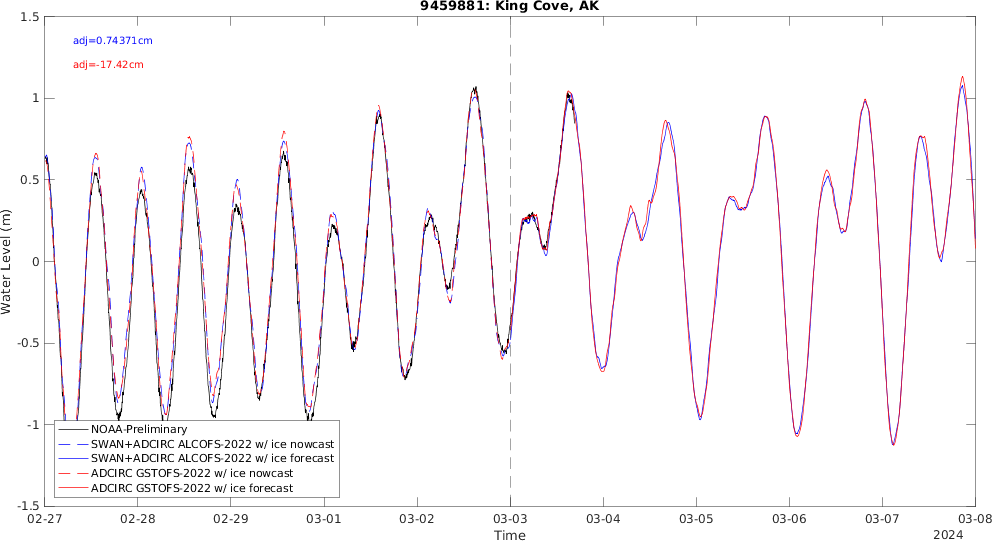 9459881: King Cove, AK
adj=0.74371cm
adj=-17.42cm
Water Level (m)
1.5
1
0.5
0
-0.5
-1
-1.5
NOAA-Preliminary
SWAN+ADCIRC ALCOFS-2022 w/ ice nowcast
SWAN+ADCIRC ALCOFS-2022 w/ ice forecast
ADCIRC GSTOFS-2022 w/ ice nowcast
ADCIRC GSTOFS-2022 w/ ice forecast
02-27 02-28 02-29 03-01 03-02 03-03 03-04 03-05 03-06 03-07 03-08
Time
2024